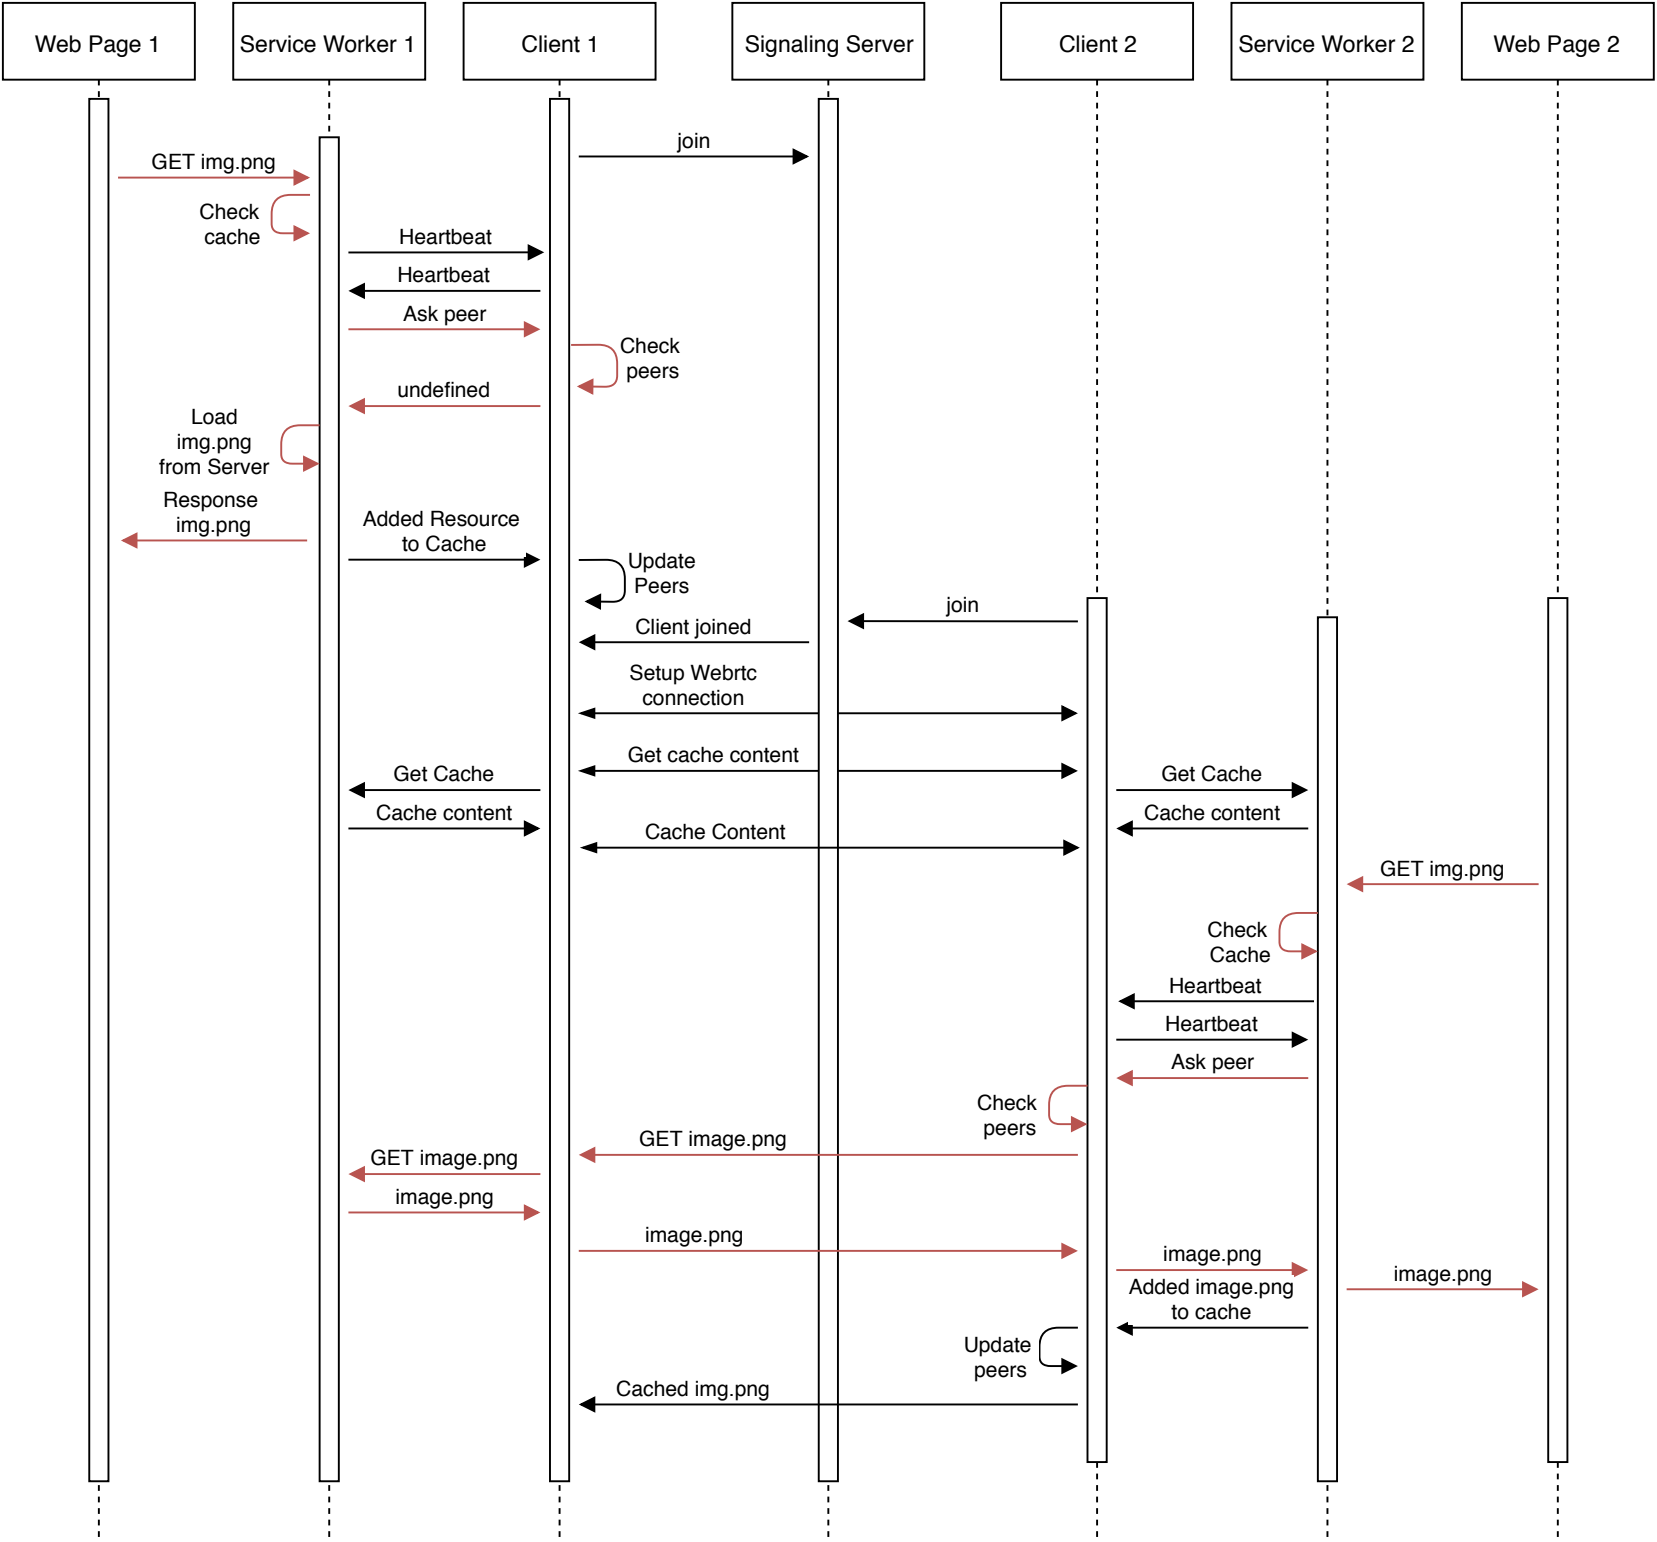 Web Page 1
Service Worker 1
Client 1
Signaling Server
Client 2
Service Worker 2
Web Page 2
join
GET img.png
Check
cache
Heartbeat
Heartbeat
Ask peer
Check
peers
undefined
Load
img.png
from Server
Response
img.png
Added Resource
to Cache
Update
Peers
join
Client joined
Setup Webrtc
connection
Get cache content
Get Cache
Get Cache
Cache content
Cache content
Cache Content
GET img.png
Check
Cache
Heartbeat
Heartbeat
Ask peer
Check
peers
GET image.png
GET image.png
image.png
image.png
image.png
image.png
Added image.png
to cache
Update
peers
Cached img.png